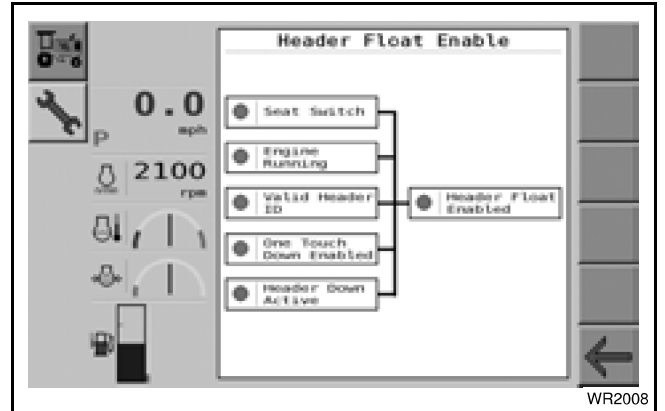 Header Float Enable
0.0
mph
P
2100
rpm
Seat Switch
Engine
Running
Valid Header
ID
One Touch
Down Enabled
Header Down
Active
Header Float
Enabled
WR2008